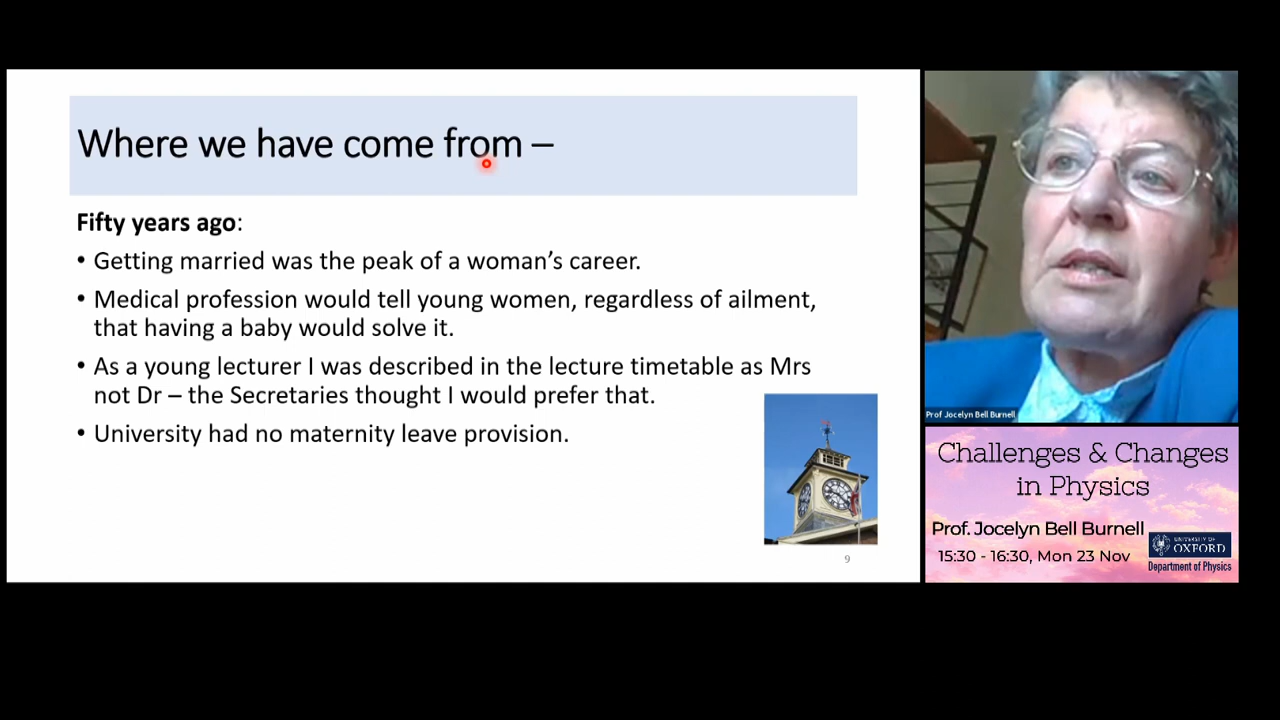 Where we have come from –
Fifty years ago:
• Getting married was the peak of a woman’s career.
• Medical profession would tell young women, regardless of ailment,
that having a baby would solve it.
• As a young lecturer I was described in the lecture timetable as Mrs
not Dr – the Secretaries thought I would prefer that.
• University had no maternity leave provision.
9
Prof Jocelyn Bell Burnell
Challenges & Changes
in Physics
Prof. Jocelyn Bell Burnell
15:30 - 16:30, Mon 23 Nov
UNIVERSITY OF
OXFORD
Department of Physics